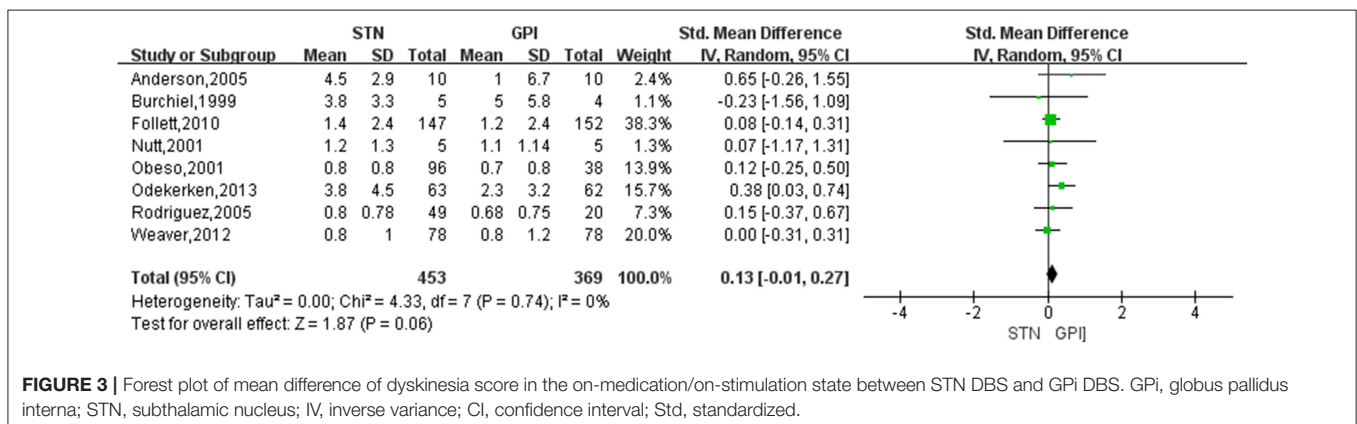 STN GPI Std. Mean Difference Std. Mean Difference
Study or Subgroup Mean SD Total Mean SD Total Weight IV, Random, 95% CI IV, Random, 95% CI
Anderson,2005 4.5 2.9 10 1 6.7 10 2.4% 0.65 [-0.26, 1.55]
Burchiel,1999 3.8 3.3 5 5 5.8 4 1.1% -0.23 [-1.56, 1.09]
Follett,2010 1.4 2.4 147 1.2 2.4 152 38.3% 0.08 [-0.14, 0.31]
Nutt,2001 1.2 1.3 5 1.1 1.14 5 1.3% 0.07 [-1.17, 1.31]
Obeso,2001 0.8 0.8 96 0.7 0.8 38 13.9% 0.12 [-0.25, 0.50]
Odekerken,2013 3.8 4.5 63 2.3 3.2 62 15.7% 0.38 [0.03, 0.74]
Rodriguez,2005 0.8 0.78 49 0.68 0.75 20 7.3% 0.15 [-0.37, 0.67]
Weaver,2012 0.8 1 78 0.8 1.2 78 20.0% 0.00 [-0.31, 0.31]
Total (95% CI) 453 369 100.0% 0.13 [-0.01, 0.27]
Heterogeneity: Tau² = 0.00; Chi² = 4.33, df = 7 (P = 0.74); I² = 0%
Test for overall effect: Z = 1.87 (P = 0.06)
-4 -2 0 2 4
STN GPI]
FIGURE 3 | Forest plot of mean difference of dyskinesia score in the on-medication/on-stimulation state between STN DBS and GPi DBS. GPi, globus pallidus
interna; STN, subthalamic nucleus; IV, inverse variance; CI, confidence interval; Std, standardized.